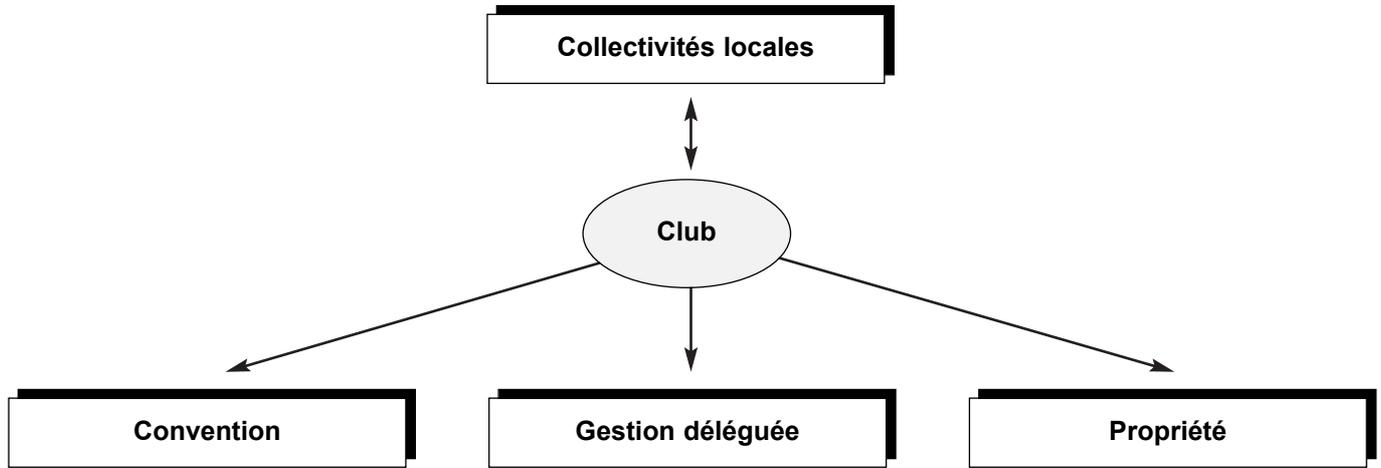 Collectivités locales
Club
Convention
Gestion déléguée
Propriété